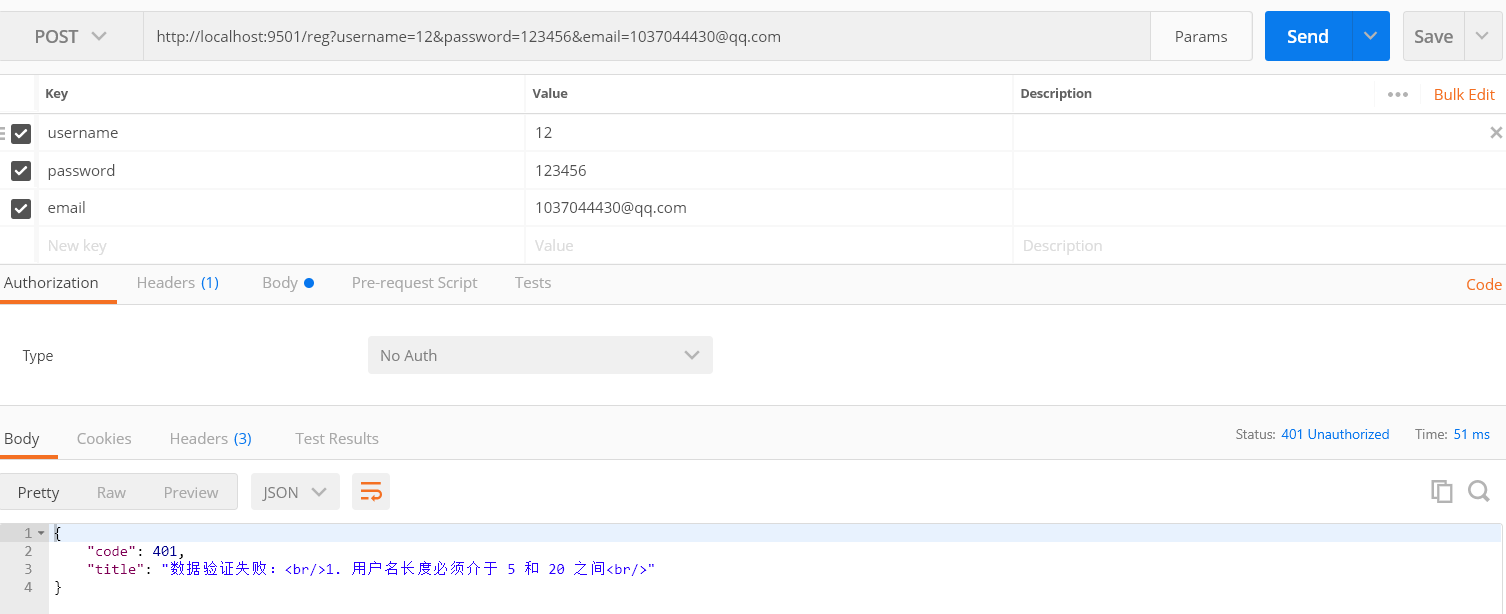 POST http://localhost:9501/reg?username=12&password=123456&email=1037044430@qq.com Params Send Save
Key Value Description Bulk Edit
username 12
password 123456
email 1037044430@qq.com
New key Value Description
Authorization Headers (1) Body Pre-request Script Tests Code
Type No Auth
Body Cookies Headers (3) Test Results Status: 401 Unauthorized Time: 51 ms
Pretty Raw Preview JSON
1 {
2 "code": 401,
3 "title": "数据验证失败：<br/>1. 用户名长度必须介于 5 和 20 之间<br/>"
4 }